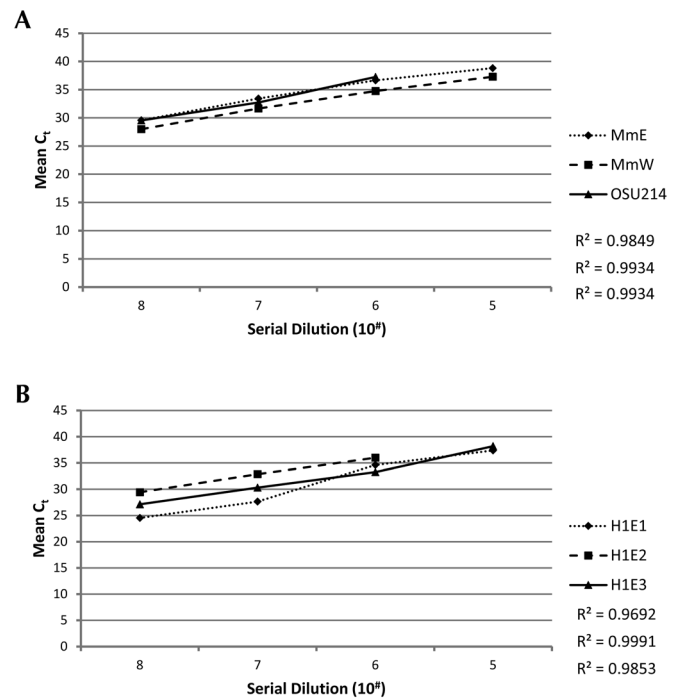 A
45
40
35
30
25
20
15
10
5
0
Mean Ct
8 7 6 5
Serial Dilution (10#)
MmE
MmW
OSU214
R² = 0.9849
R² = 0.9934
R² = 0.9934
B
45
40
35
30
25
20
15
10
5
0
Mean Ct
8 7 6 5
Serial Dilution (10#)
H1E1
H1E2
H1E3
R² = 0.9692
R² = 0.9991
R² = 0.9853